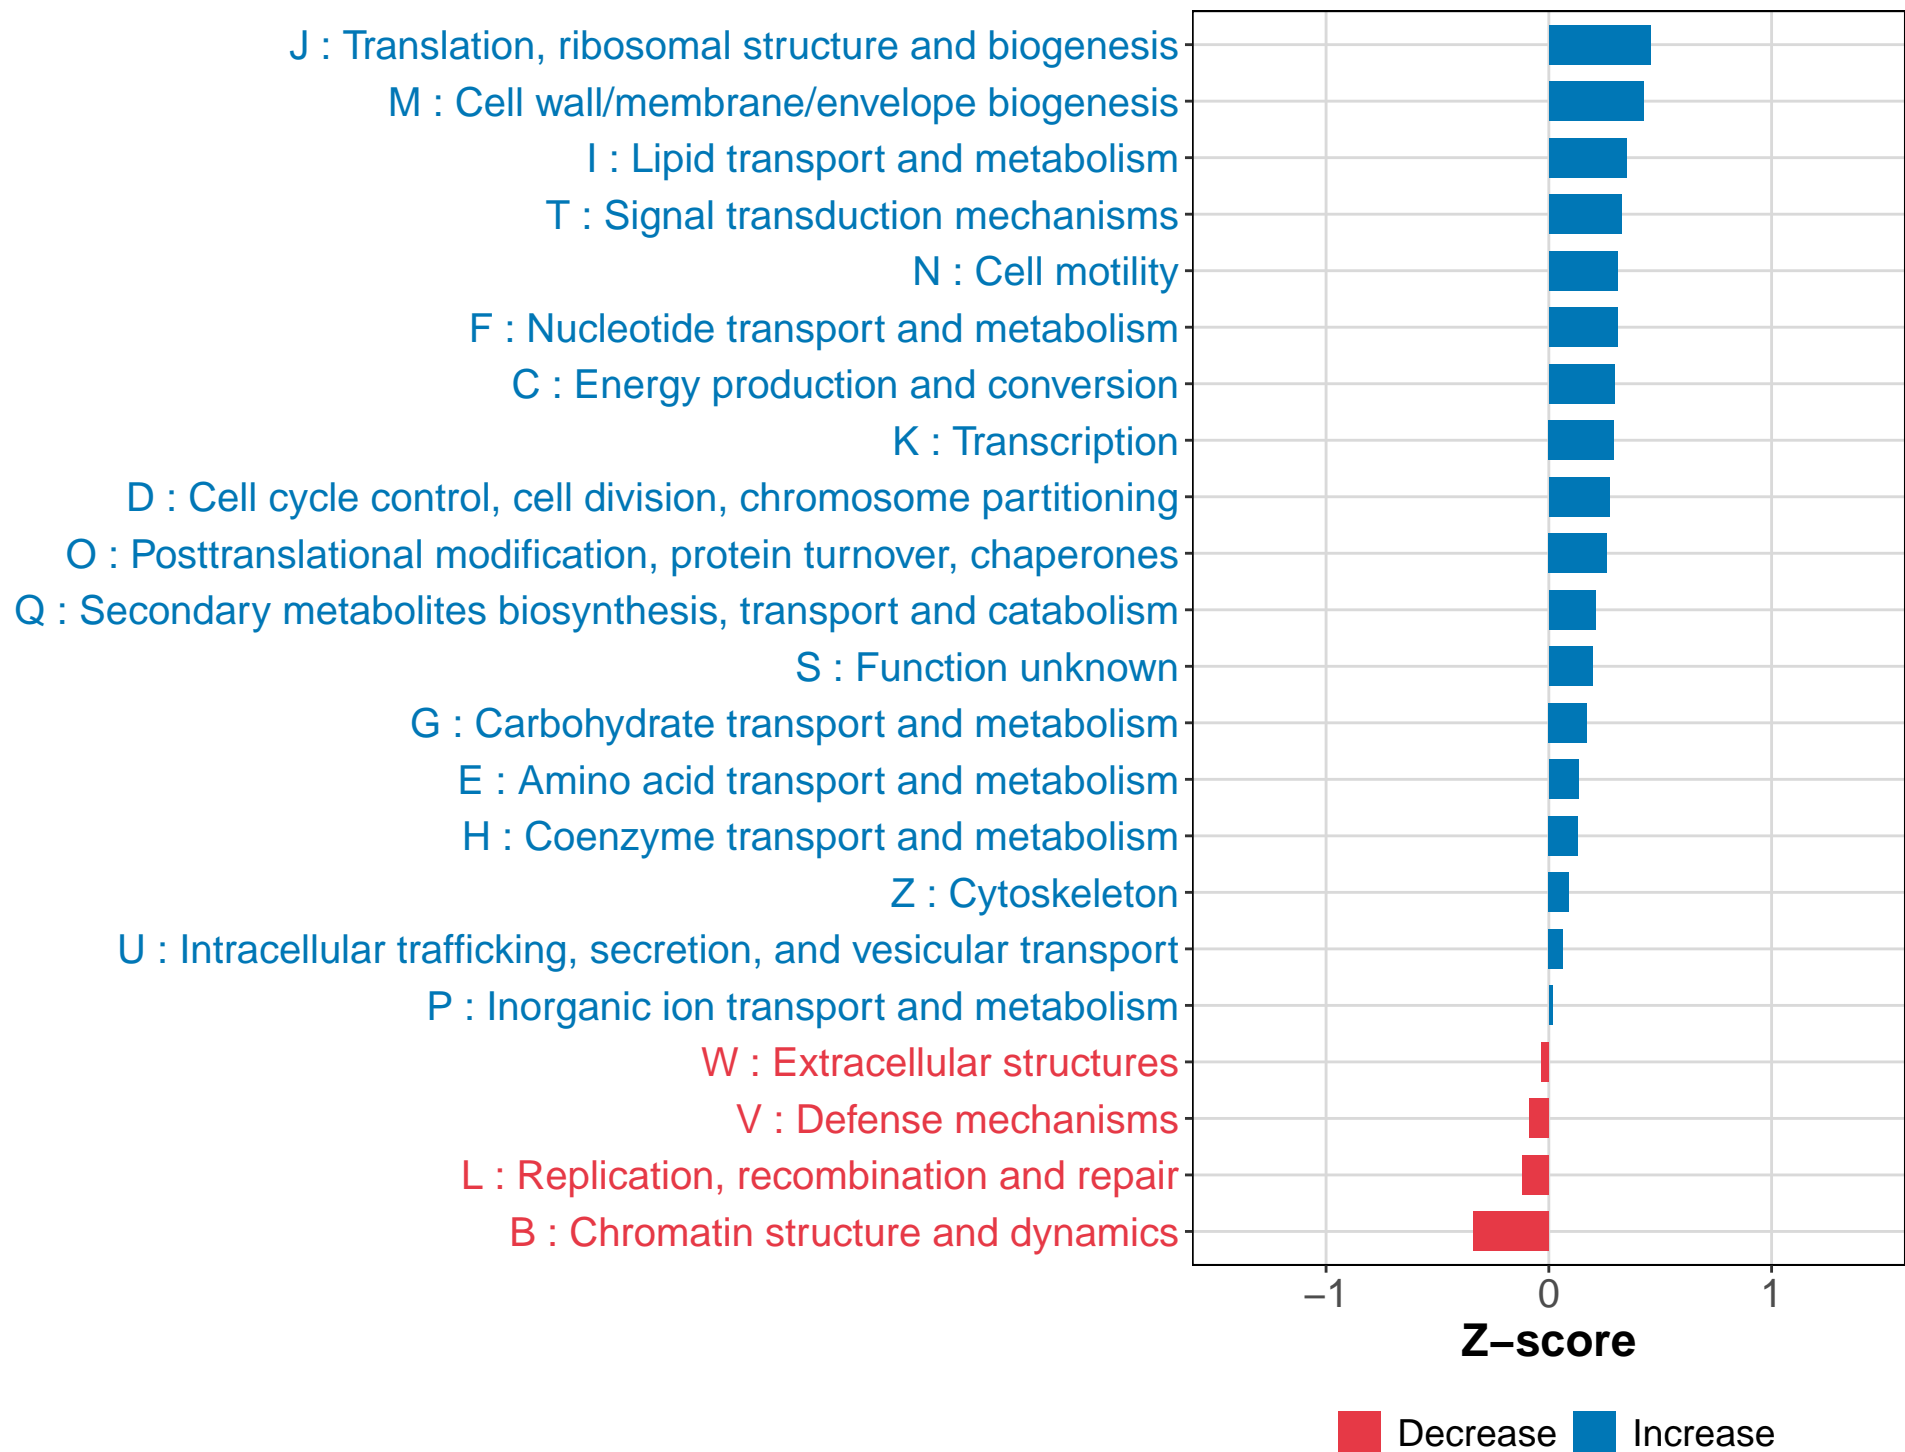 J : Translation, ribosomal structure and biogenesis
M : Cell wall/membrane/envelope biogenesis
I : Lipid transport and metabolism
T : Signal transduction mechanisms
N : Cell motility
F : Nucleotide transport and metabolism
C : Energy production and conversion
K : Transcription
D : Cell cycle control, cell division, chromosome partitioning
O : Posttranslational modification, protein turnover, chaperones
Q : Secondary metabolites biosynthesis, transport and catabolism
S : Function unknown
G : Carbohydrate transport and metabolism
E : Amino acid transport and metabolism
H : Coenzyme transport and metabolism
Z : Cytoskeleton
U : Intracellular trafficking, secretion, and vesicular transport
P : Inorganic ion transport and metabolism
W : Extracellular structures
V : Defense mechanisms
L : Replication, recombination and repair
B : Chromatin structure and dynamics
−1 0 1
Z−score
Decrease Increase